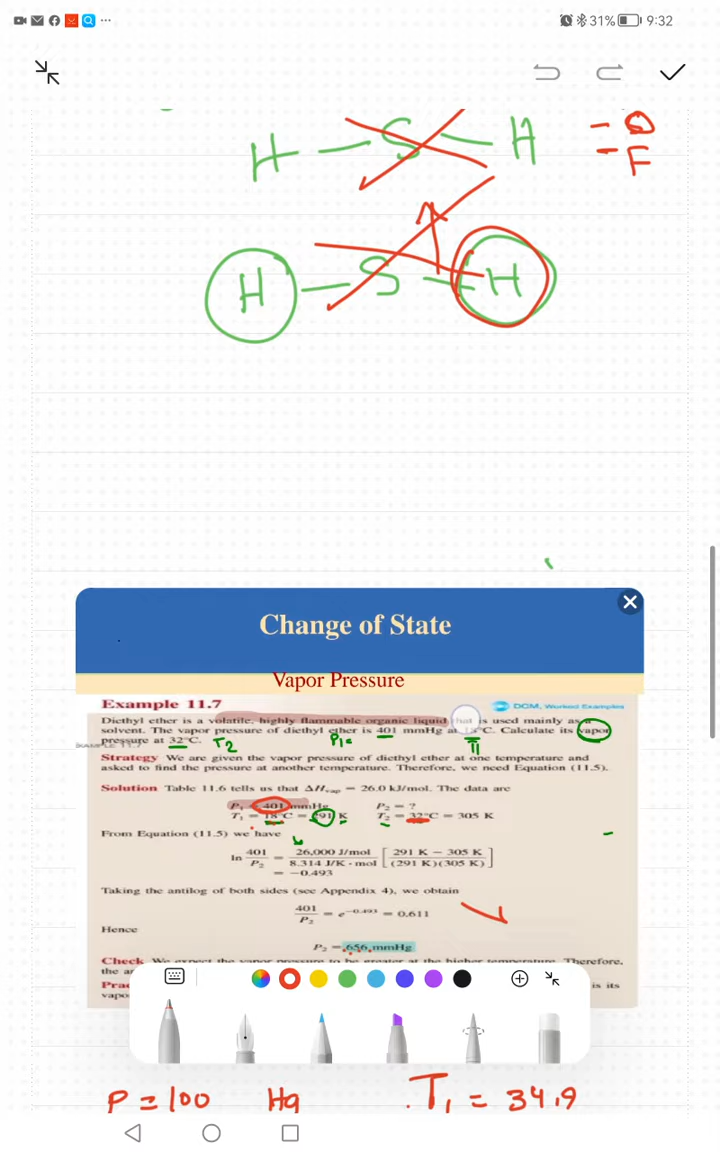 31% 9:32
H — S — H – O
– F
H — S — H
Change of State
Vapor Pressure
Example 11.7
Diethyl ether is a volatile, highly flammable organic liquid that is used mainly as a
solvent. The vapor pressure of diethyl ether is 401 mmHg at 18°C. Calculate its vapor
pressure at 32°C. T2 P1= T1
Strategy We are given the vapor pressure of diethyl ether at one temperature and
asked to find the pressure at another temperature. Therefore, we need Equation (11.5).
Solution Table 11.6 tells us that ΔHvap = 26.0 kJ/mol. The data are
P1 = 401 mmHg P2 = ?
T1 = 18°C = 291 K T2 = 32°C = 305 K
From Equation (11.5) we have
ln 401/P2 = 26,000 J/mol / 8.314 J/K · mol [291 K − 305 K / (291 K)(305 K)]
= −0.493
Taking the antilog of both sides (see Appendix 4), we obtain
401/P2 = e−0.493 = 0.611
Hence
P2 = 656 mmHg
Check We expect the vapor pressure to be greater at the higher temperature. Therefore,
the
is its
vapo
P = 100 Hg T1 = 34.9